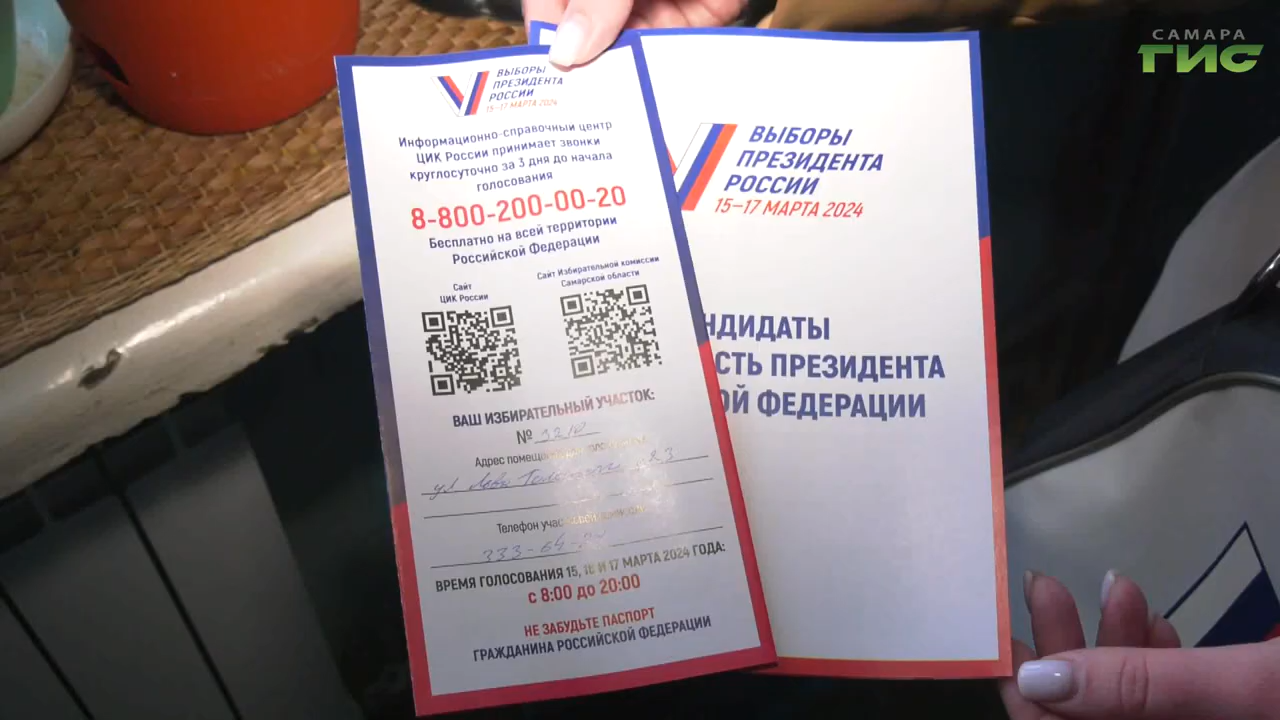 САМАРА
ГИС
ВЫБОРЫ
ПРЕЗИДЕНТА
РОССИИ
15–17 МАРТА 2024
Информационно-справочный центр
ЦИК России принимает звонки
круглосуточно за 3 дня до начала
голосования
8-800-200-00-20
Бесплатно на всей территории
Российской Федерации
Сайт
ЦИК России
Сайт Избирательной комиссии
Самарской области
ВАШ ИЗБИРАТЕЛЬНЫЙ УЧАСТОК:
№ 3210
Адрес
ул. Льва Толстого
Телефон
333-64-
ВРЕМЯ ГОЛОСОВАНИЯ 15, 16 И 17 МАРТА 2024 ГОДА:
с 8:00 до 20:00
НЕ ЗАБУДЬТЕ ПАСПОРТ
ГРАЖДАНИНА РОССИЙСКОЙ ФЕДЕРАЦИИ
ВЫБОРЫ
ПРЕЗИДЕНТА
РОССИИ
15–17 МАРТА 2024
НДИДАТЫ
СТЬ ПРЕЗИДЕНТА
ОЙ ФЕДЕРАЦИИ